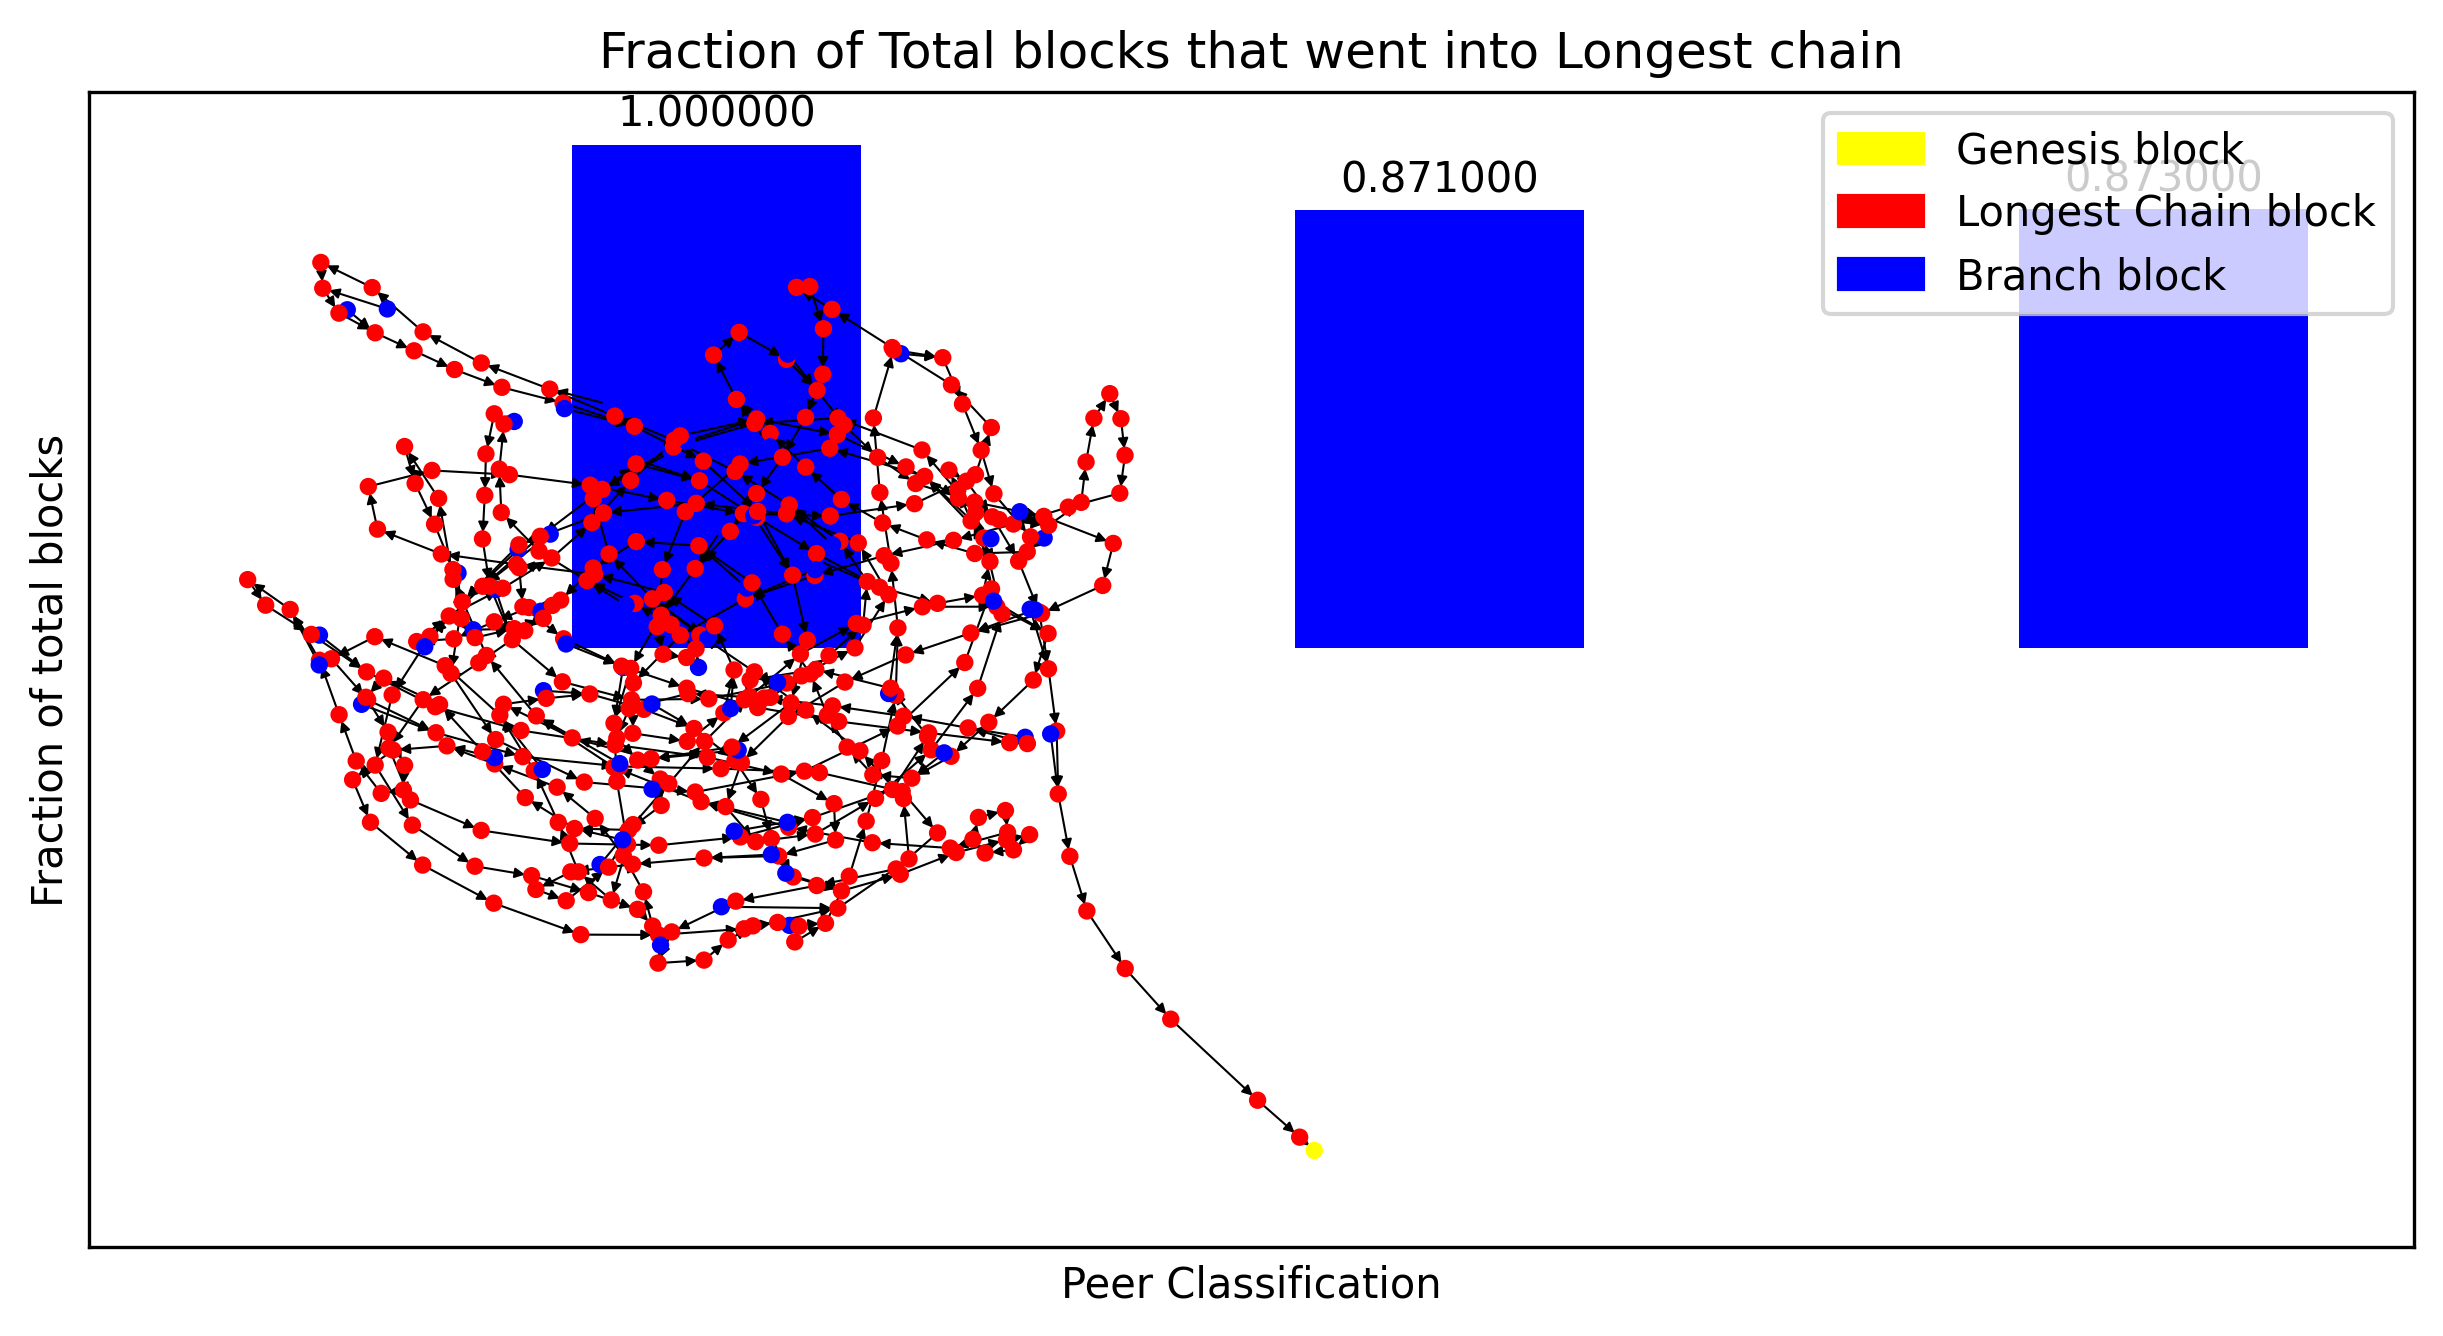 Fraction of Total blocks that went into Longest chain
1.000000
0.871000
0.873000
Genesis block
Longest Chain block
Branch block
Fraction of total blocks
Peer Classification